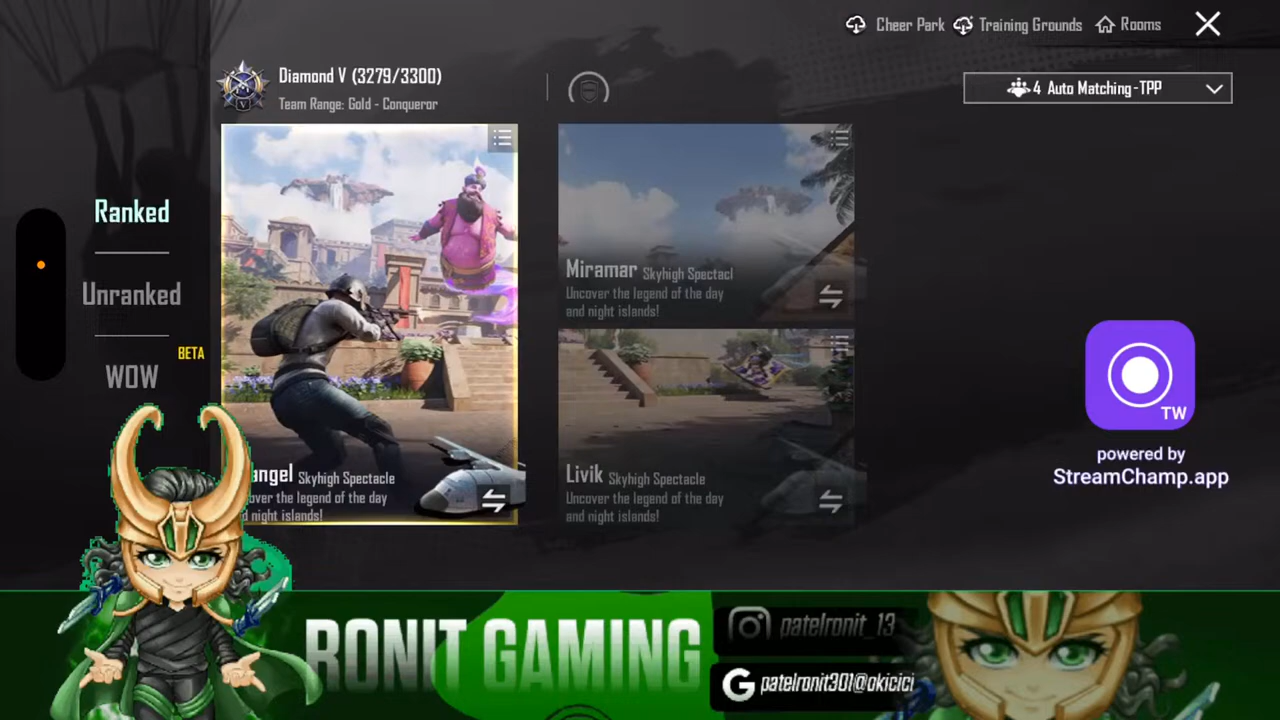 Cheer Park
Training Grounds
Rooms
Diamond V (3279/3300)
Team Range: Gold - Conqueror
4 Auto Matching-TPP
V
Ranked
Unranked
BETA
WOW
angel Skyhigh Spectacle
over the legend of the day
d night islands!
Miramar Skyhigh Spectacl
Uncover the legend of the day
and night islands!
Livik Skyhigh Spectacle
Uncover the legend of the day
and night islands!
TW
powered by
StreamChamp.app
RONIT GAMING
patelronit_13
G patelronit301@okicici